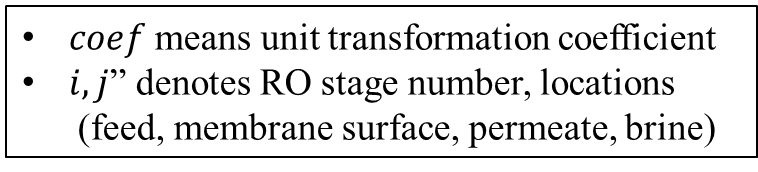 • coef means unit transformation coefficient
• i,j” denotes RO stage number, locations
(feed, membrane surface, permeate, brine)